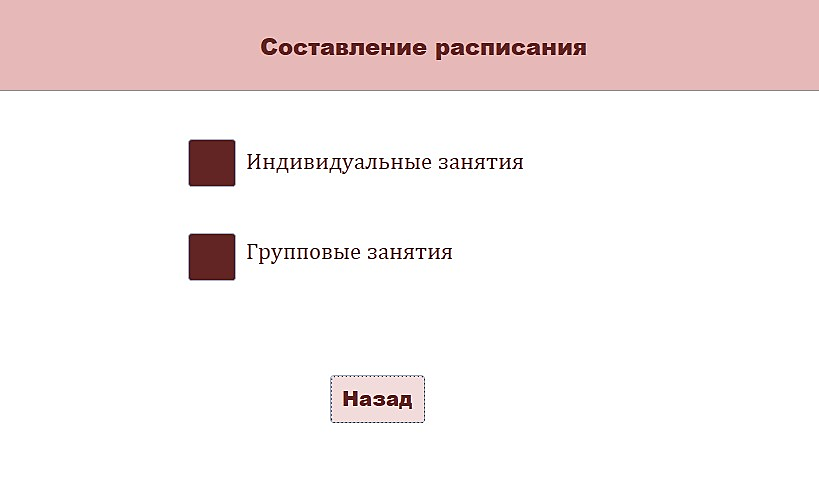 Составление расписания
Индивидуальные занятия
Групповые занятия
Назад